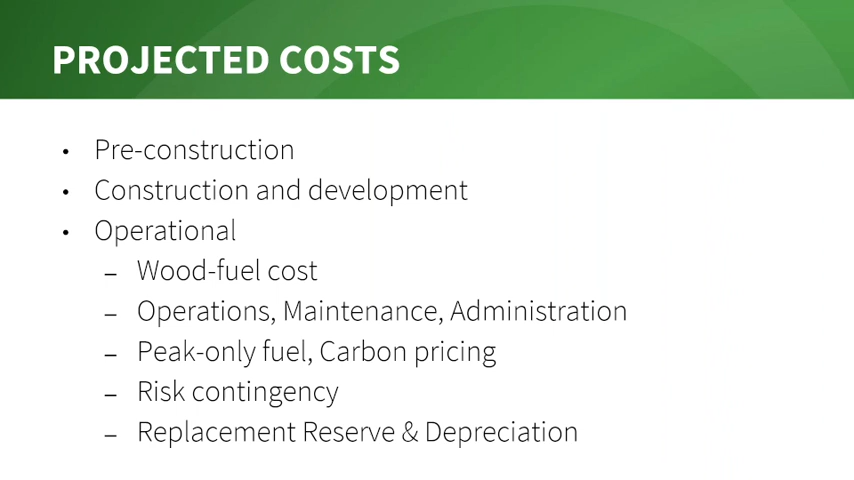 PROJECTED COSTS
• Pre-construction
• Construction and development
• Operational
– Wood-fuel cost
– Operations, Maintenance, Administration
– Peak-only fuel, Carbon pricing
– Risk contingency
– Replacement Reserve & Depreciation